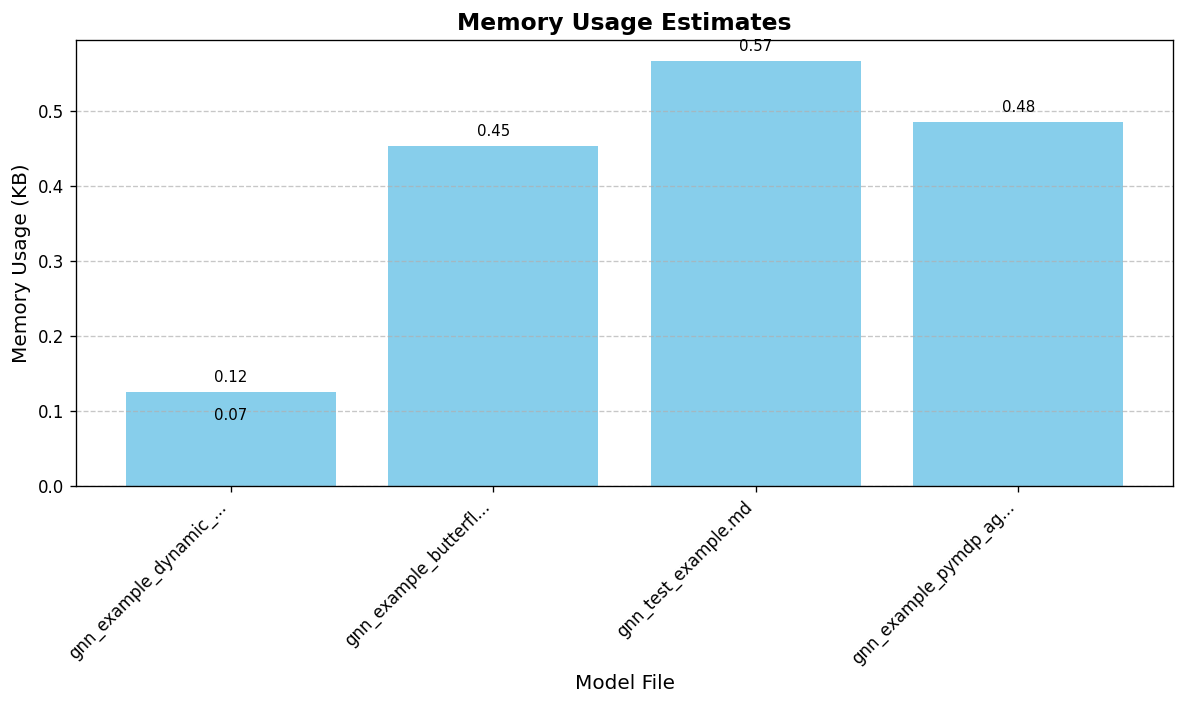 Memory Usage Estimates
Memory Usage (KB)
0.5
0.4
0.3
0.2
0.1
0.0
0.12
0.07
0.45
0.57
0.48
gnn_example_dynamic_...
gnn_example_butterfl...
gnn_test_example.md
gnn_example_pymdp_ag...
Model File